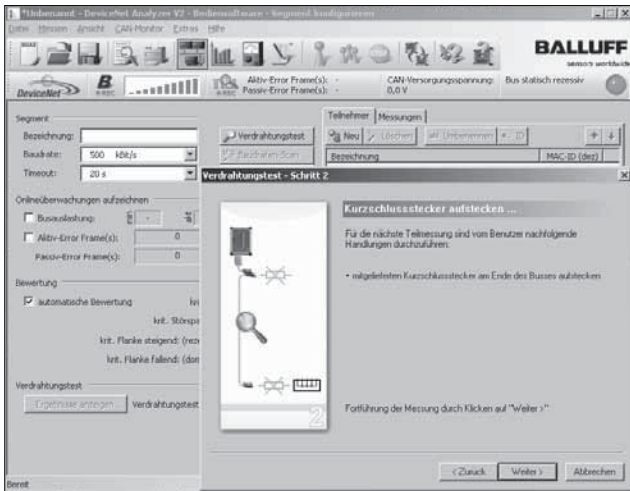 *Unbenannt - DeviceNet Analyzer V2 - Bediensoftware - Segment konfigurieren
Datei Messen Ansicht CAN-Monitor Extras Hilfe
BALLUFF
sensors worldwide
DeviceNet
B
Aktiv-Error Frame(s): -
Passiv-Error Frame(s): -
CAN-Versorgungsspannung:
0,0 V
Bus statisch rezessiv
Segment
Bezeichnung:
Baudrate: 500 kBit/s
Timeout: 20 s
Verdrahtungstest
Baudraten-Scan
Teilnehmer Messungen
Neu Löschen Umbenennen ID
Bezeichnung MAC-ID (dez)
Onlineüberwachungen aufzeichnen
Busauslastung: -
Aktiv-Error Frame(s): 0
Passiv-Error Frame(s): 0
Bewertung
automatische Bewertung
krit. Störspa
krit. Flanke steigend: (reze
krit. Flanke fallend: (don
Verdrahtungstest
Ergebnisse anzeigen Verdrahtungstest
Bereit
Verdrahtungstest - Schritt 2
Kurzschlussstecker aufstecken ...
Für die nächste Teilmessung sind vom Benutzer nachfolgende
Handlungen durchzuführen:
• mitgelieferten Kurzschlussstecker am Ende des Busses aufstecken
2
Fortführung der Messung durch Klicken auf "Weiter >"
< Zurück Weiter > Abbrechen